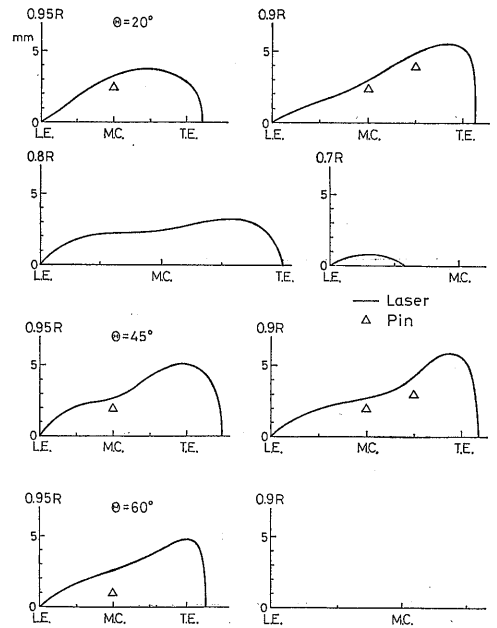 0.95R Θ=20° 0.9R
mm
5 5
0 0
L.E. M.C. T.E. L.E. M.C. T.E.
0.8R 0.7R
5 5
0 0
L.E. M.C. T.E. L.E. M.C.
Laser
△ Pin
0.95R Θ=45° 0.9R
5 5
0 0
L.E. M.C. T.E. L.E. M.C. T.E.
0.95R Θ=60° 0.9R
5 5
0 0
L.E. M.C. T.E. L.E. M.C.